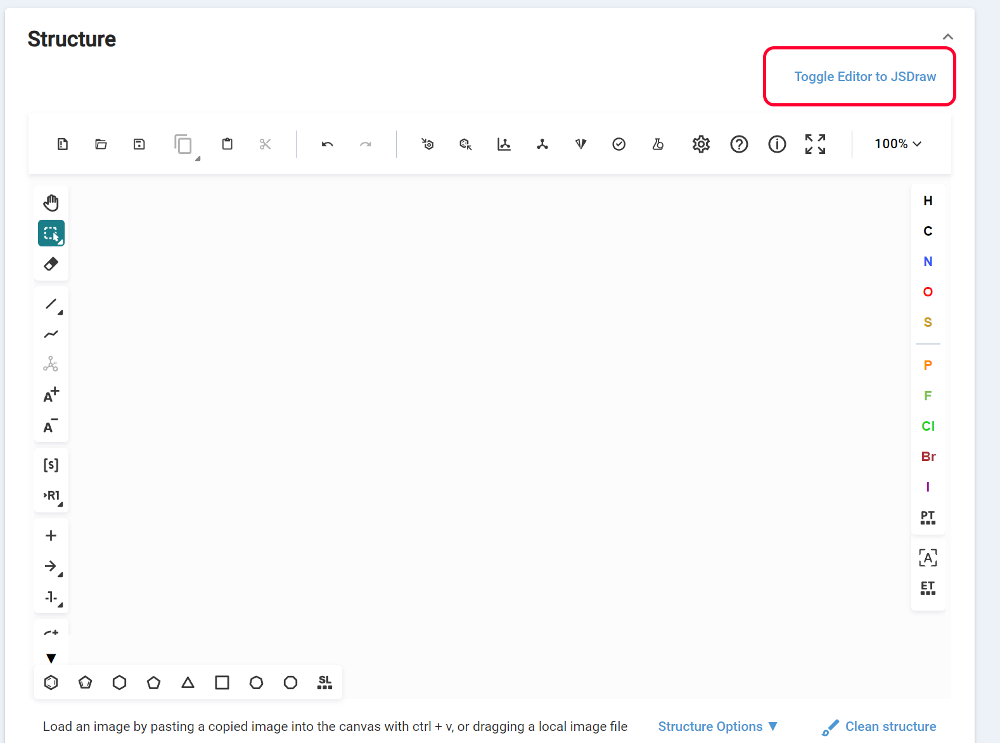 Structure
Toggle Editor to JSDraw
100%
H
C
N
O
S
P
F
Cl
Br
I
PT
A
ET
A+
A−
[S]
R1
-1-
SL
Load an image by pasting a copied image into the canvas with ctrl + v, or dragging a local image file
Structure Options ▼
Clean structure